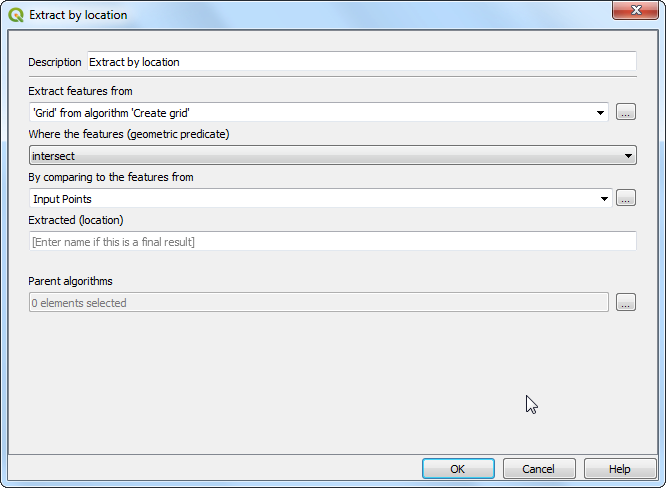 Extract by location
Description Extract by location
Extract features from
'Grid' from algorithm 'Create grid'
...
Where the features (geometric predicate)
intersect
By comparing to the features from
Input Points
...
Extracted (location)
[Enter name if this is a final result]
Parent algorithms
0 elements selected
...
OK Cancel Help